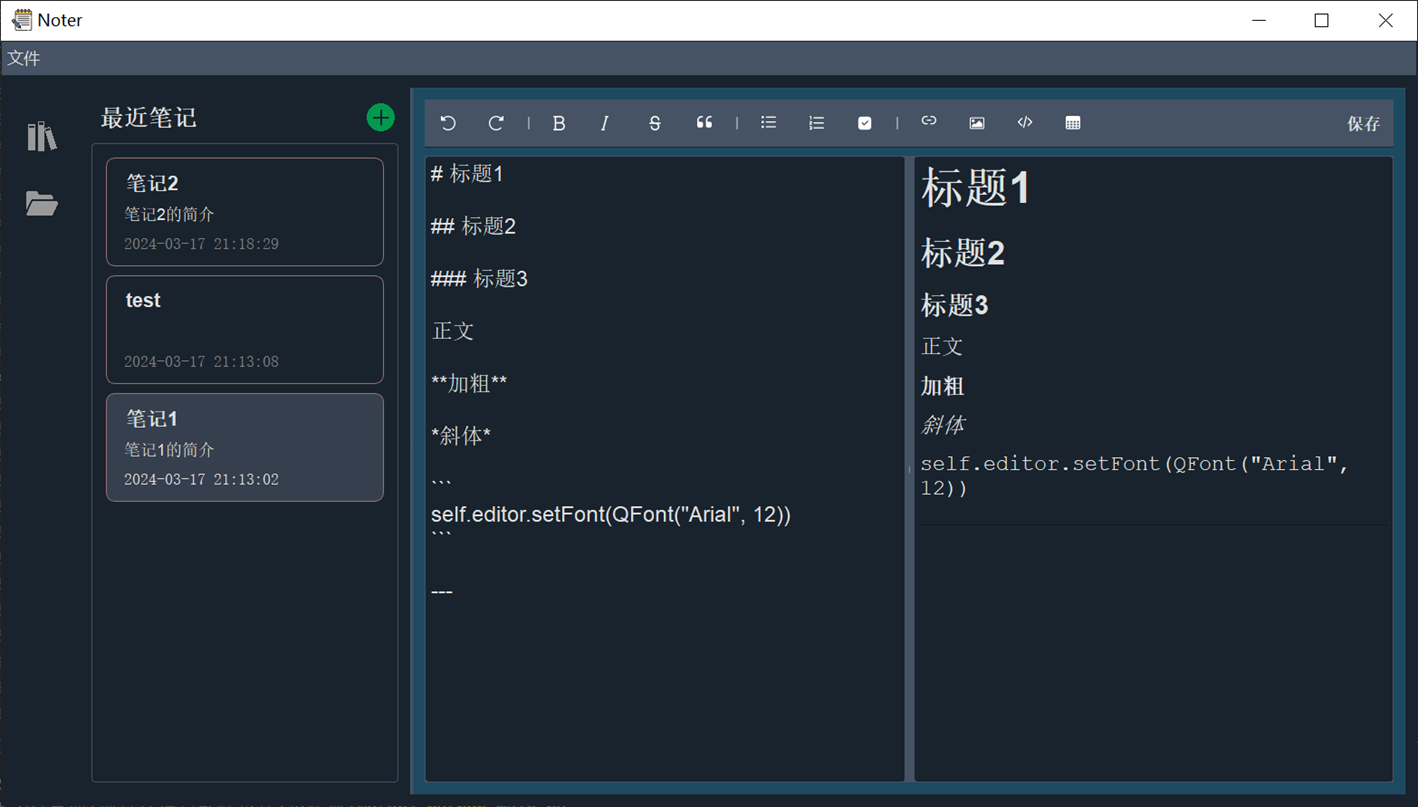 Noter
文件
最近笔记
笔记2
笔记2的简介
2024-03-17 21:18:29
test
2024-03-17 21:13:08
笔记1
笔记1的简介
2024-03-17 21:13:02
保存
# 标题1
## 标题2
### 标题3
正文
**加粗**
*斜体*
```
self.editor.setFont(QFont("Arial", 12))
```
---
标题1
标题2
标题3
正文
加粗
斜体
self.editor.setFont(QFont("Arial",
12))